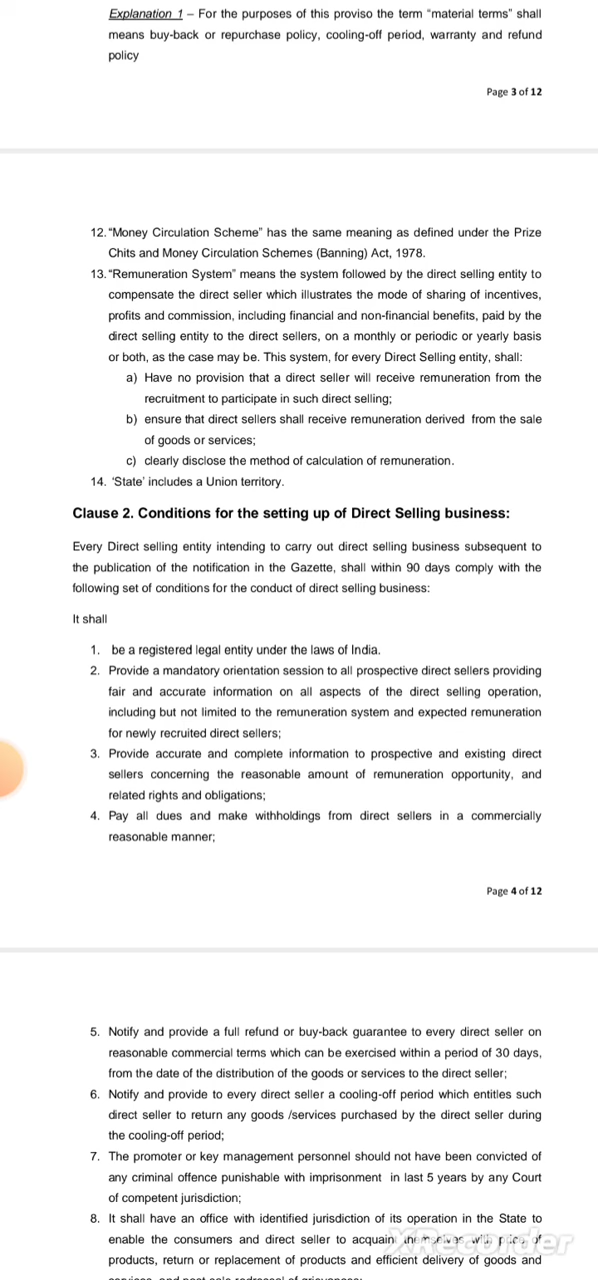 Explanation 1 – For the purposes of this proviso the term "material terms" shall
means buy-back or repurchase policy, cooling-off period, warranty and refund
policy
Page 3 of 12
12. "Money Circulation Scheme" has the same meaning as defined under the Prize
Chits and Money Circulation Schemes (Banning) Act, 1978.
13. "Remuneration System" means the system followed by the direct selling entity to
compensate the direct seller which illustrates the mode of sharing of incentives,
profits and commission, including financial and non-financial benefits, paid by the
direct selling entity to the direct sellers, on a monthly or periodic or yearly basis
or both, as the case may be. This system, for every Direct Selling entity, shall:
a) Have no provision that a direct seller will receive remuneration from the
recruitment to participate in such direct selling;
b) ensure that direct sellers shall receive remuneration derived from the sale
of goods or services;
c) clearly disclose the method of calculation of remuneration.
14. 'State' includes a Union territory.
Clause 2. Conditions for the setting up of Direct Selling business:
Every Direct selling entity intending to carry out direct selling business subsequent to
the publication of the notification in the Gazette, shall within 90 days comply with the
following set of conditions for the conduct of direct selling business:
It shall
1. be a registered legal entity under the laws of India.
2. Provide a mandatory orientation session to all prospective direct sellers providing
fair and accurate information on all aspects of the direct selling operation,
including but not limited to the remuneration system and expected remuneration
for newly recruited direct sellers;
3. Provide accurate and complete information to prospective and existing direct
sellers concerning the reasonable amount of remuneration opportunity, and
related rights and obligations;
4. Pay all dues and make withholdings from direct sellers in a commercially
reasonable manner;
Page 4 of 12
5. Notify and provide a full refund or buy-back guarantee to every direct seller on
reasonable commercial terms which can be exercised within a period of 30 days,
from the date of the distribution of the goods or services to the direct seller;
6. Notify and provide to every direct seller a cooling-off period which entitles such
direct seller to return any goods /services purchased by the direct seller during
the cooling-off period;
7. The promoter or key management personnel should not have been convicted of
any criminal offence punishable with imprisonment in last 5 years by any Court
of competent jurisdiction;
8. It shall have an office with identified jurisdiction of its operation in the State to
enable the consumers and direct seller to acquaint themselves with price of
XRecorder
products, return or replacement of products and efficient delivery of goods and
services, and post sale redressal of grievances;